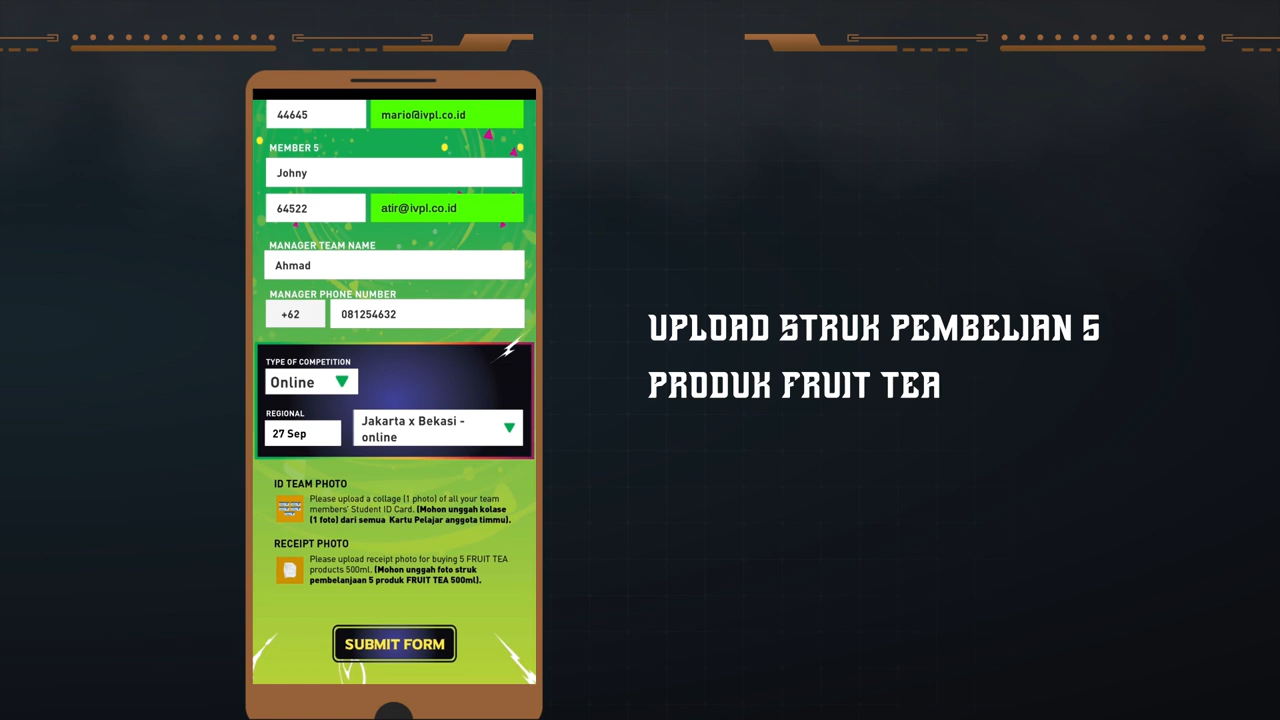 44645
mario@ivpl.co.id
MEMBER 5
Johny
64522
atir@ivpl.co.id
MANAGER TEAM NAME
Ahmad
MANAGER PHONE NUMBER
+62
081254632
TYPE OF COMPETITION
Online
REGIONAL
27 Sep
Jakarta x Bekasi -
online
ID TEAM PHOTO
Please upload a collage (1 photo) of all your team
members' Student ID Card. (Mohon unggah kolase
(1 foto) dari semua Kartu Pelajar anggota timmu).
RECEIPT PHOTO
Please upload receipt photo for buying 5 FRUIT TEA
products 500ml. (Mohon unggah foto struk
pembelanjaan 5 produk FRUIT TEA 500ml).
SUBMIT FORM
UPLOAD STRUK PEMBELIAN 5
PRODUK FRUIT TEA